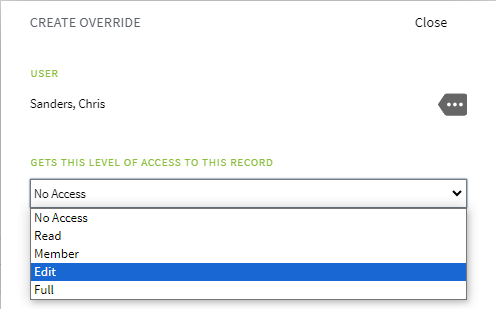 CREATE OVERRIDE Close
USER
Sanders, Chris
GETS THIS LEVEL OF ACCESS TO THIS RECORD
No Access
No Access
Read
Member
Edit
Full